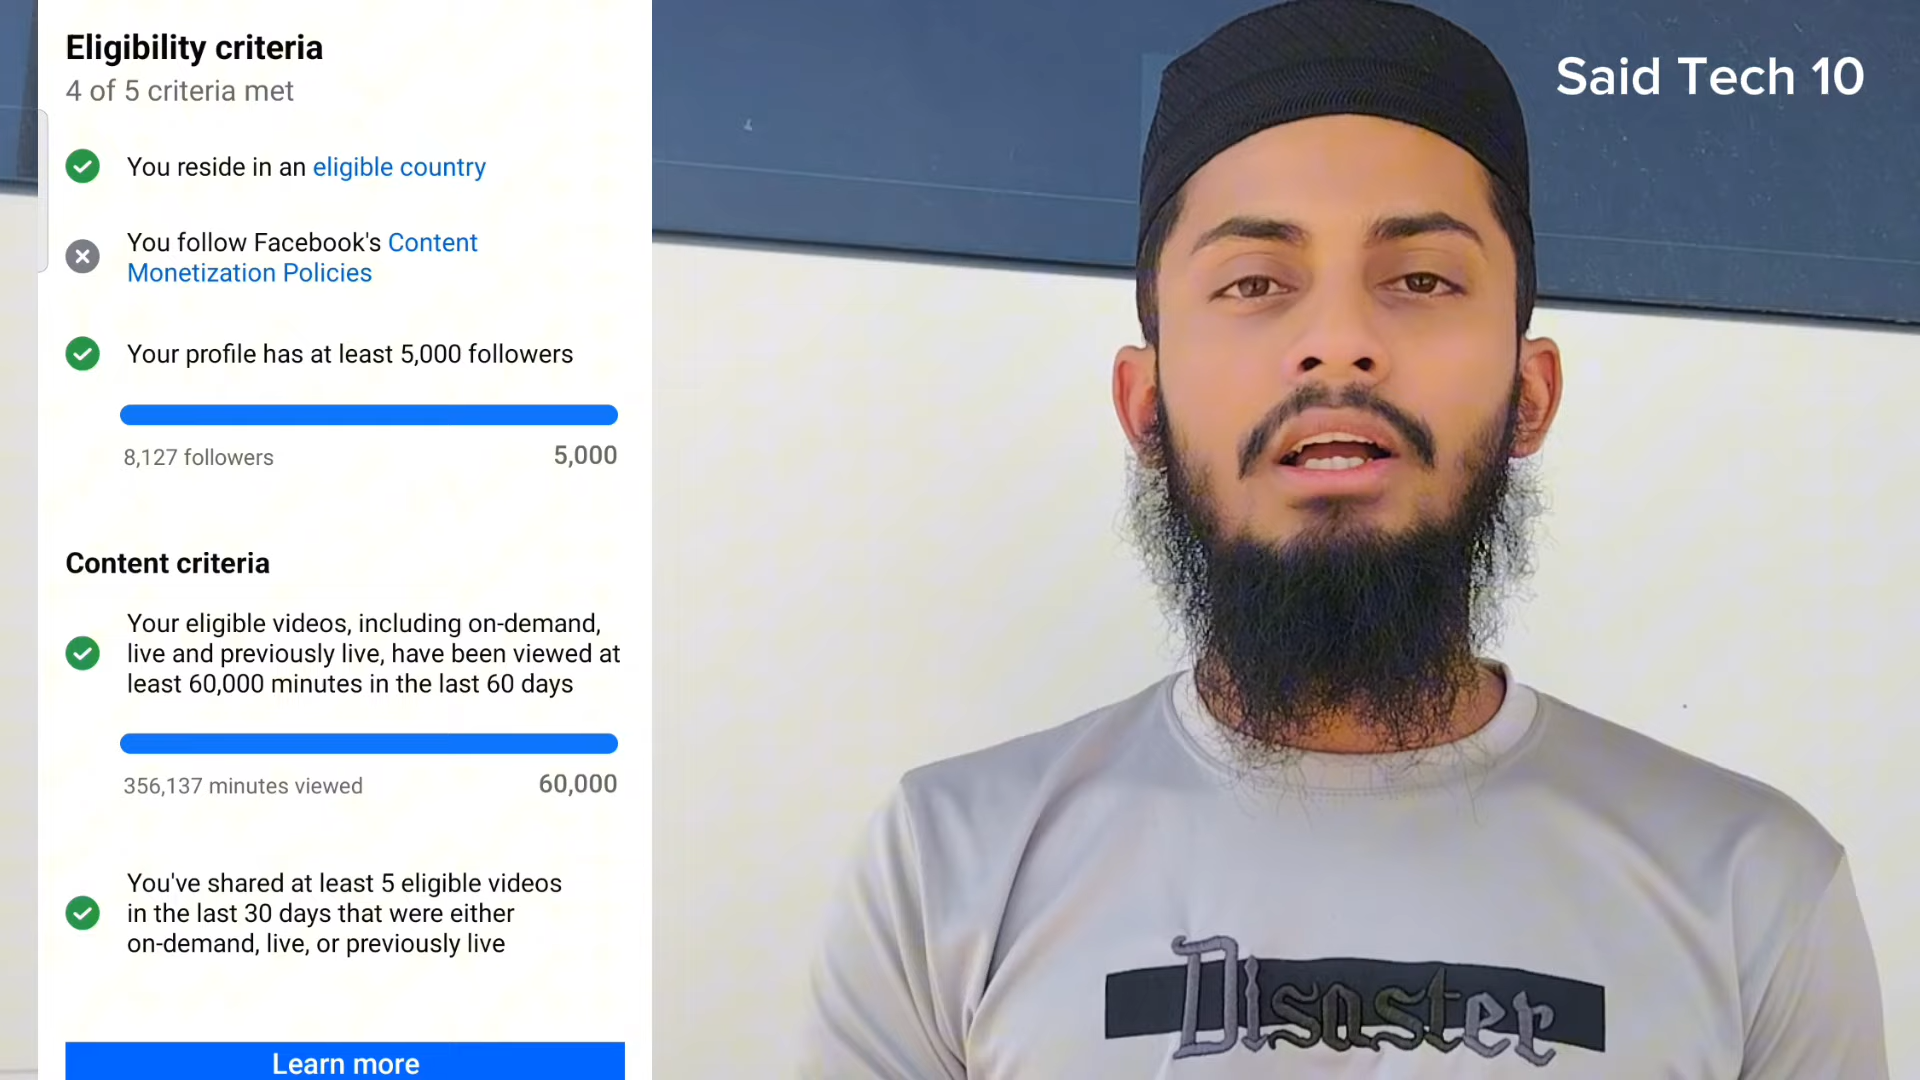 Eligibility criteria
4 of 5 criteria met
You reside in an eligible country
You follow Facebook's Content
Monetization Policies
Your profile has at least 5,000 followers
8,127 followers
5,000
Content criteria
Your eligible videos, including on-demand,
live and previously live, have been viewed at
least 60,000 minutes in the last 60 days
356,137 minutes viewed
60,000
You've shared at least 5 eligible videos
in the last 30 days that were either
on-demand, live, or previously live
Learn more
Said Tech 10
Disaster